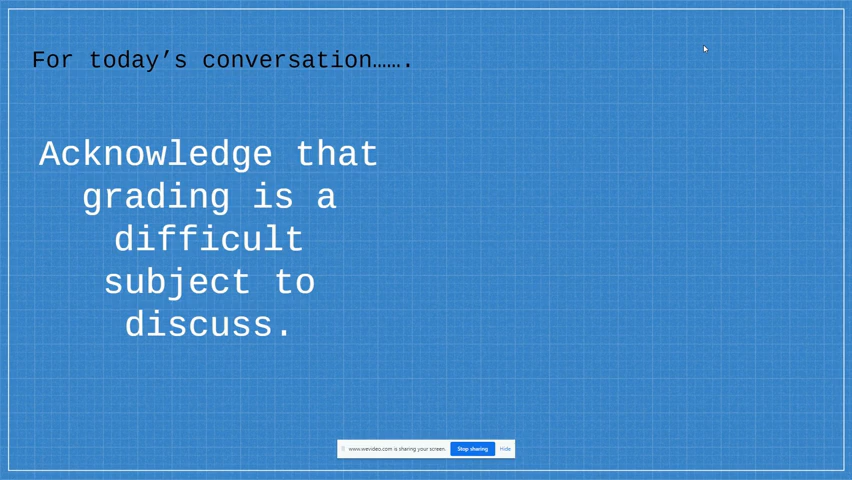 For today’s conversation…….
Acknowledge that
grading is a
difficult
subject to
discuss.
www.wevideo.com is sharing your screen. Stop sharing Hide